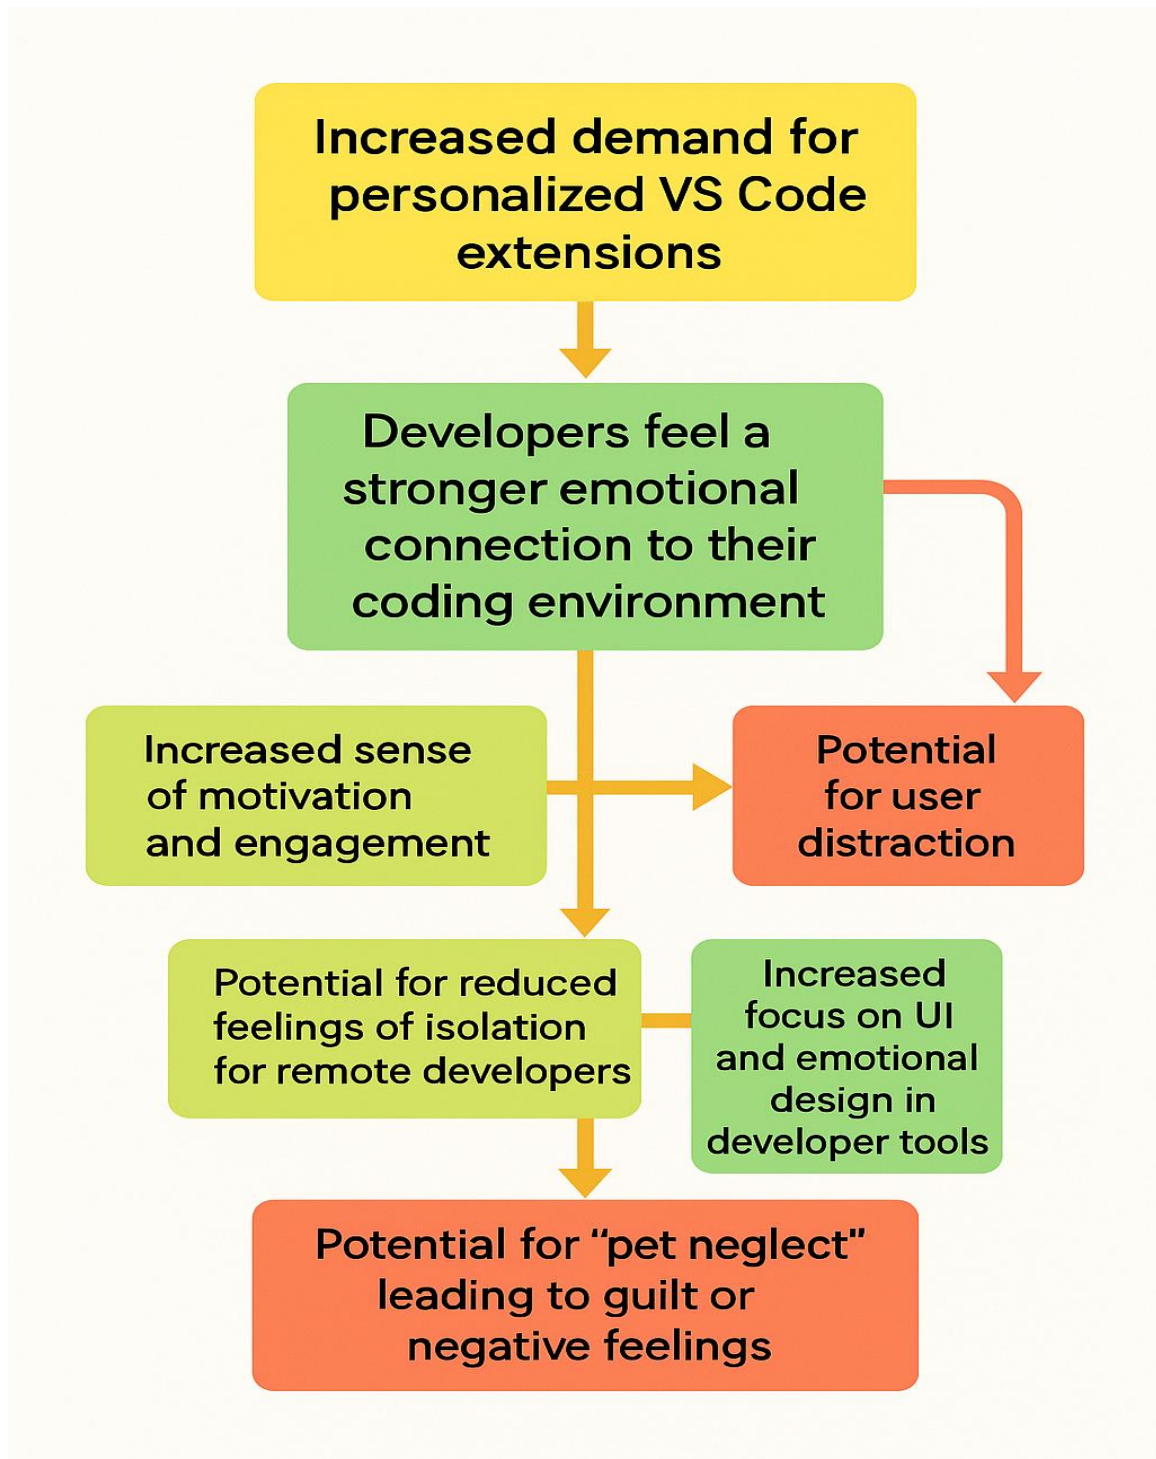 Increased demand for
personalized VS Code
extensions
Developers feel a
stronger emotional
connection to their
coding environment
Increased sense
of motivation
and engagement
Potential
for user
distraction
Potential for reduced
feelings of isolation
for remote developers
Increased
focus on UI
and emotional
design in
developer tools
Potential for “pet neglect”
leading to guilt or
negative feelings